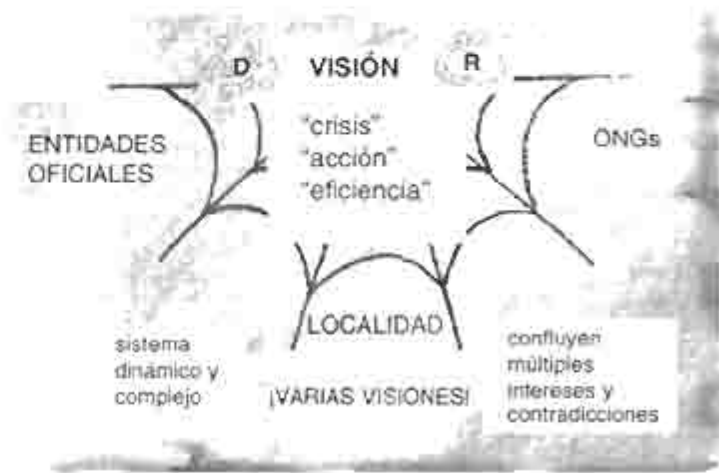 D VISIÓN R
"crisis"
"acción"
"eficiencia"
ENTIDADES
OFICIALES
ONGs
LOCALIDAD
sistema
dinámico y
complejo
¡VARIAS VISIONES!
confluyen
múltiples
intereses y
contradicciones